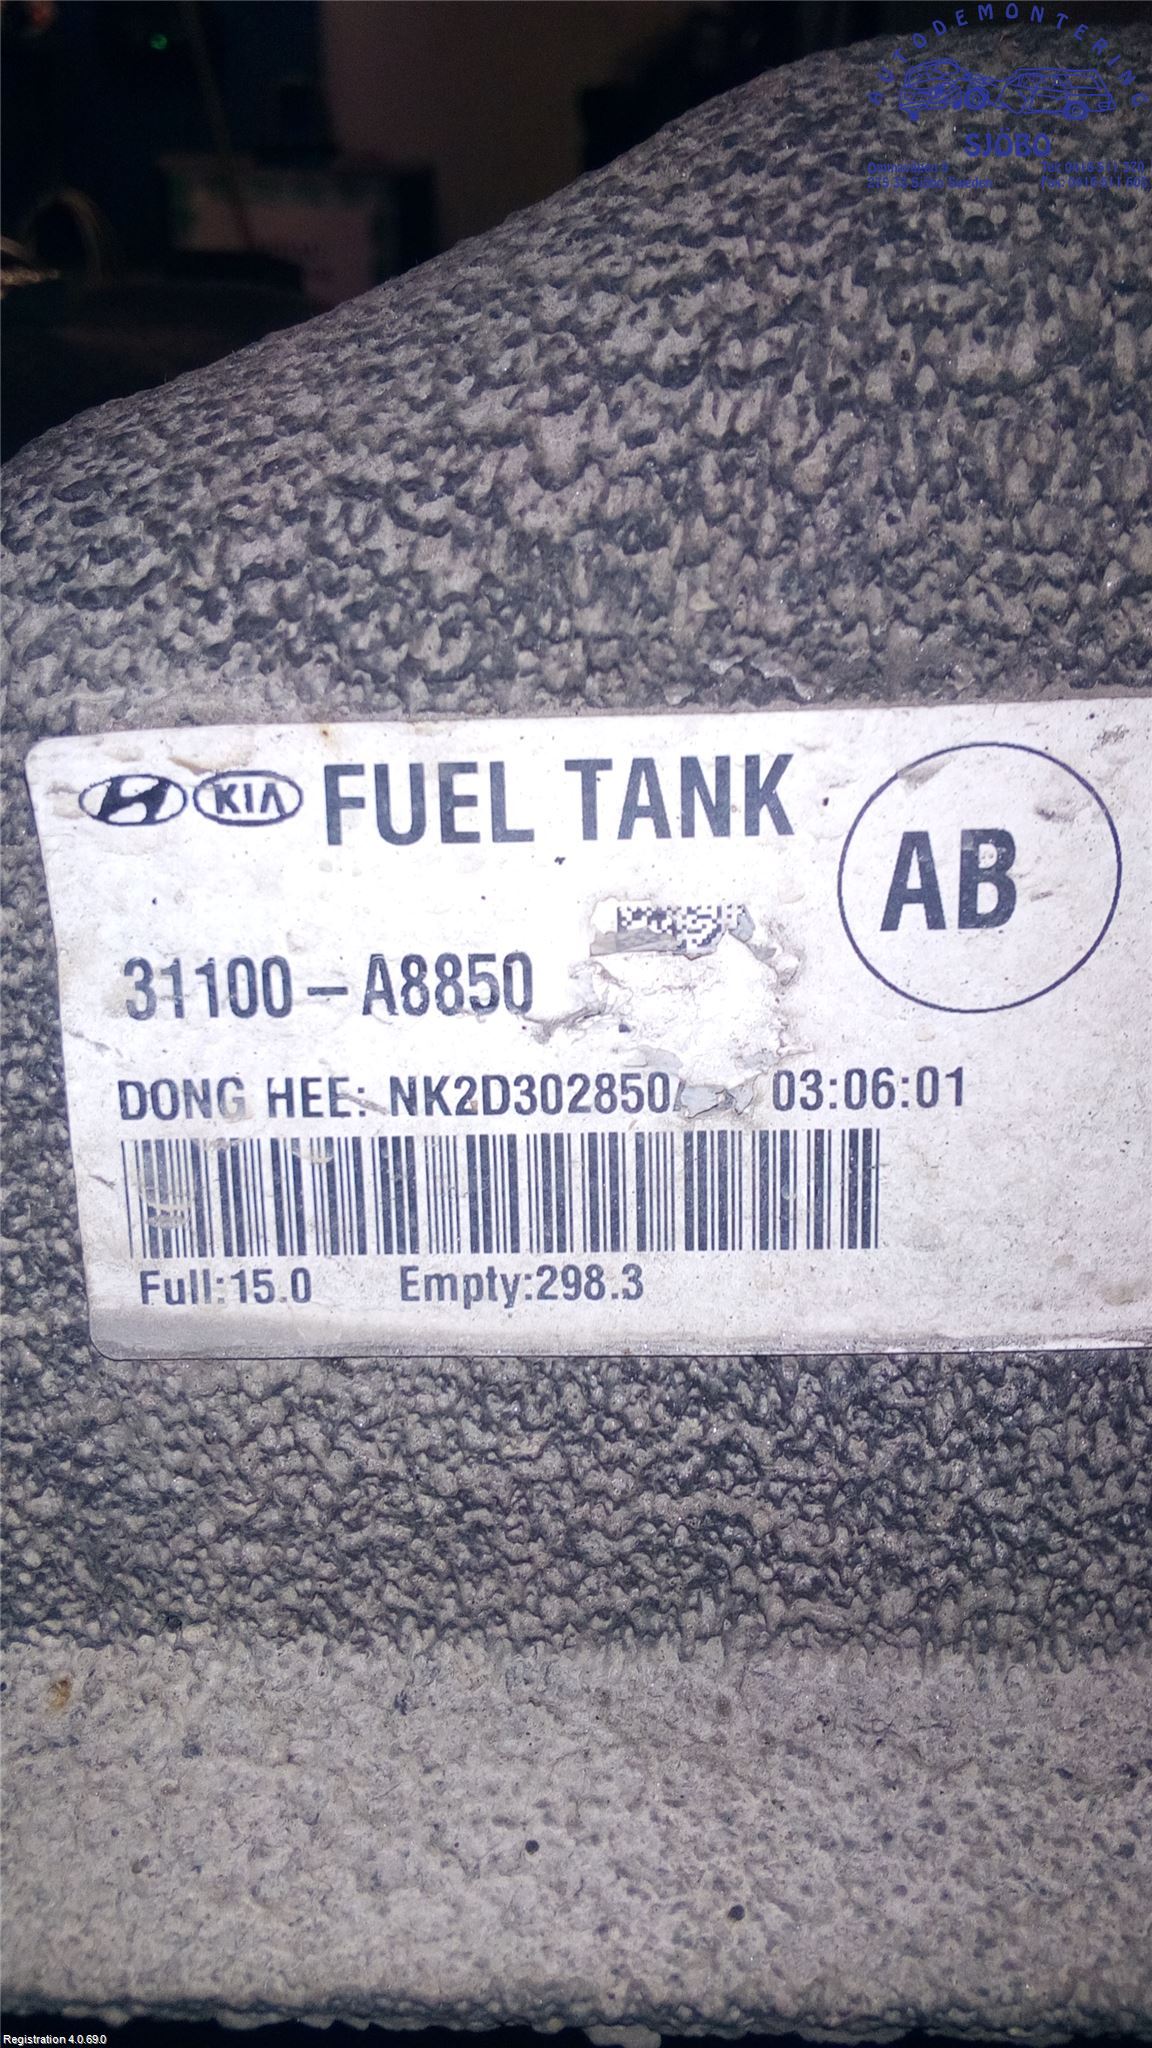 AUTODEMONTERING
SJÖBO
KIA FUEL TANK
AB
31100-A8850
DONG HEE: NK2D302850 03:06:01
Full:15.0 Empty:298.3
Registration 4.0.69.0